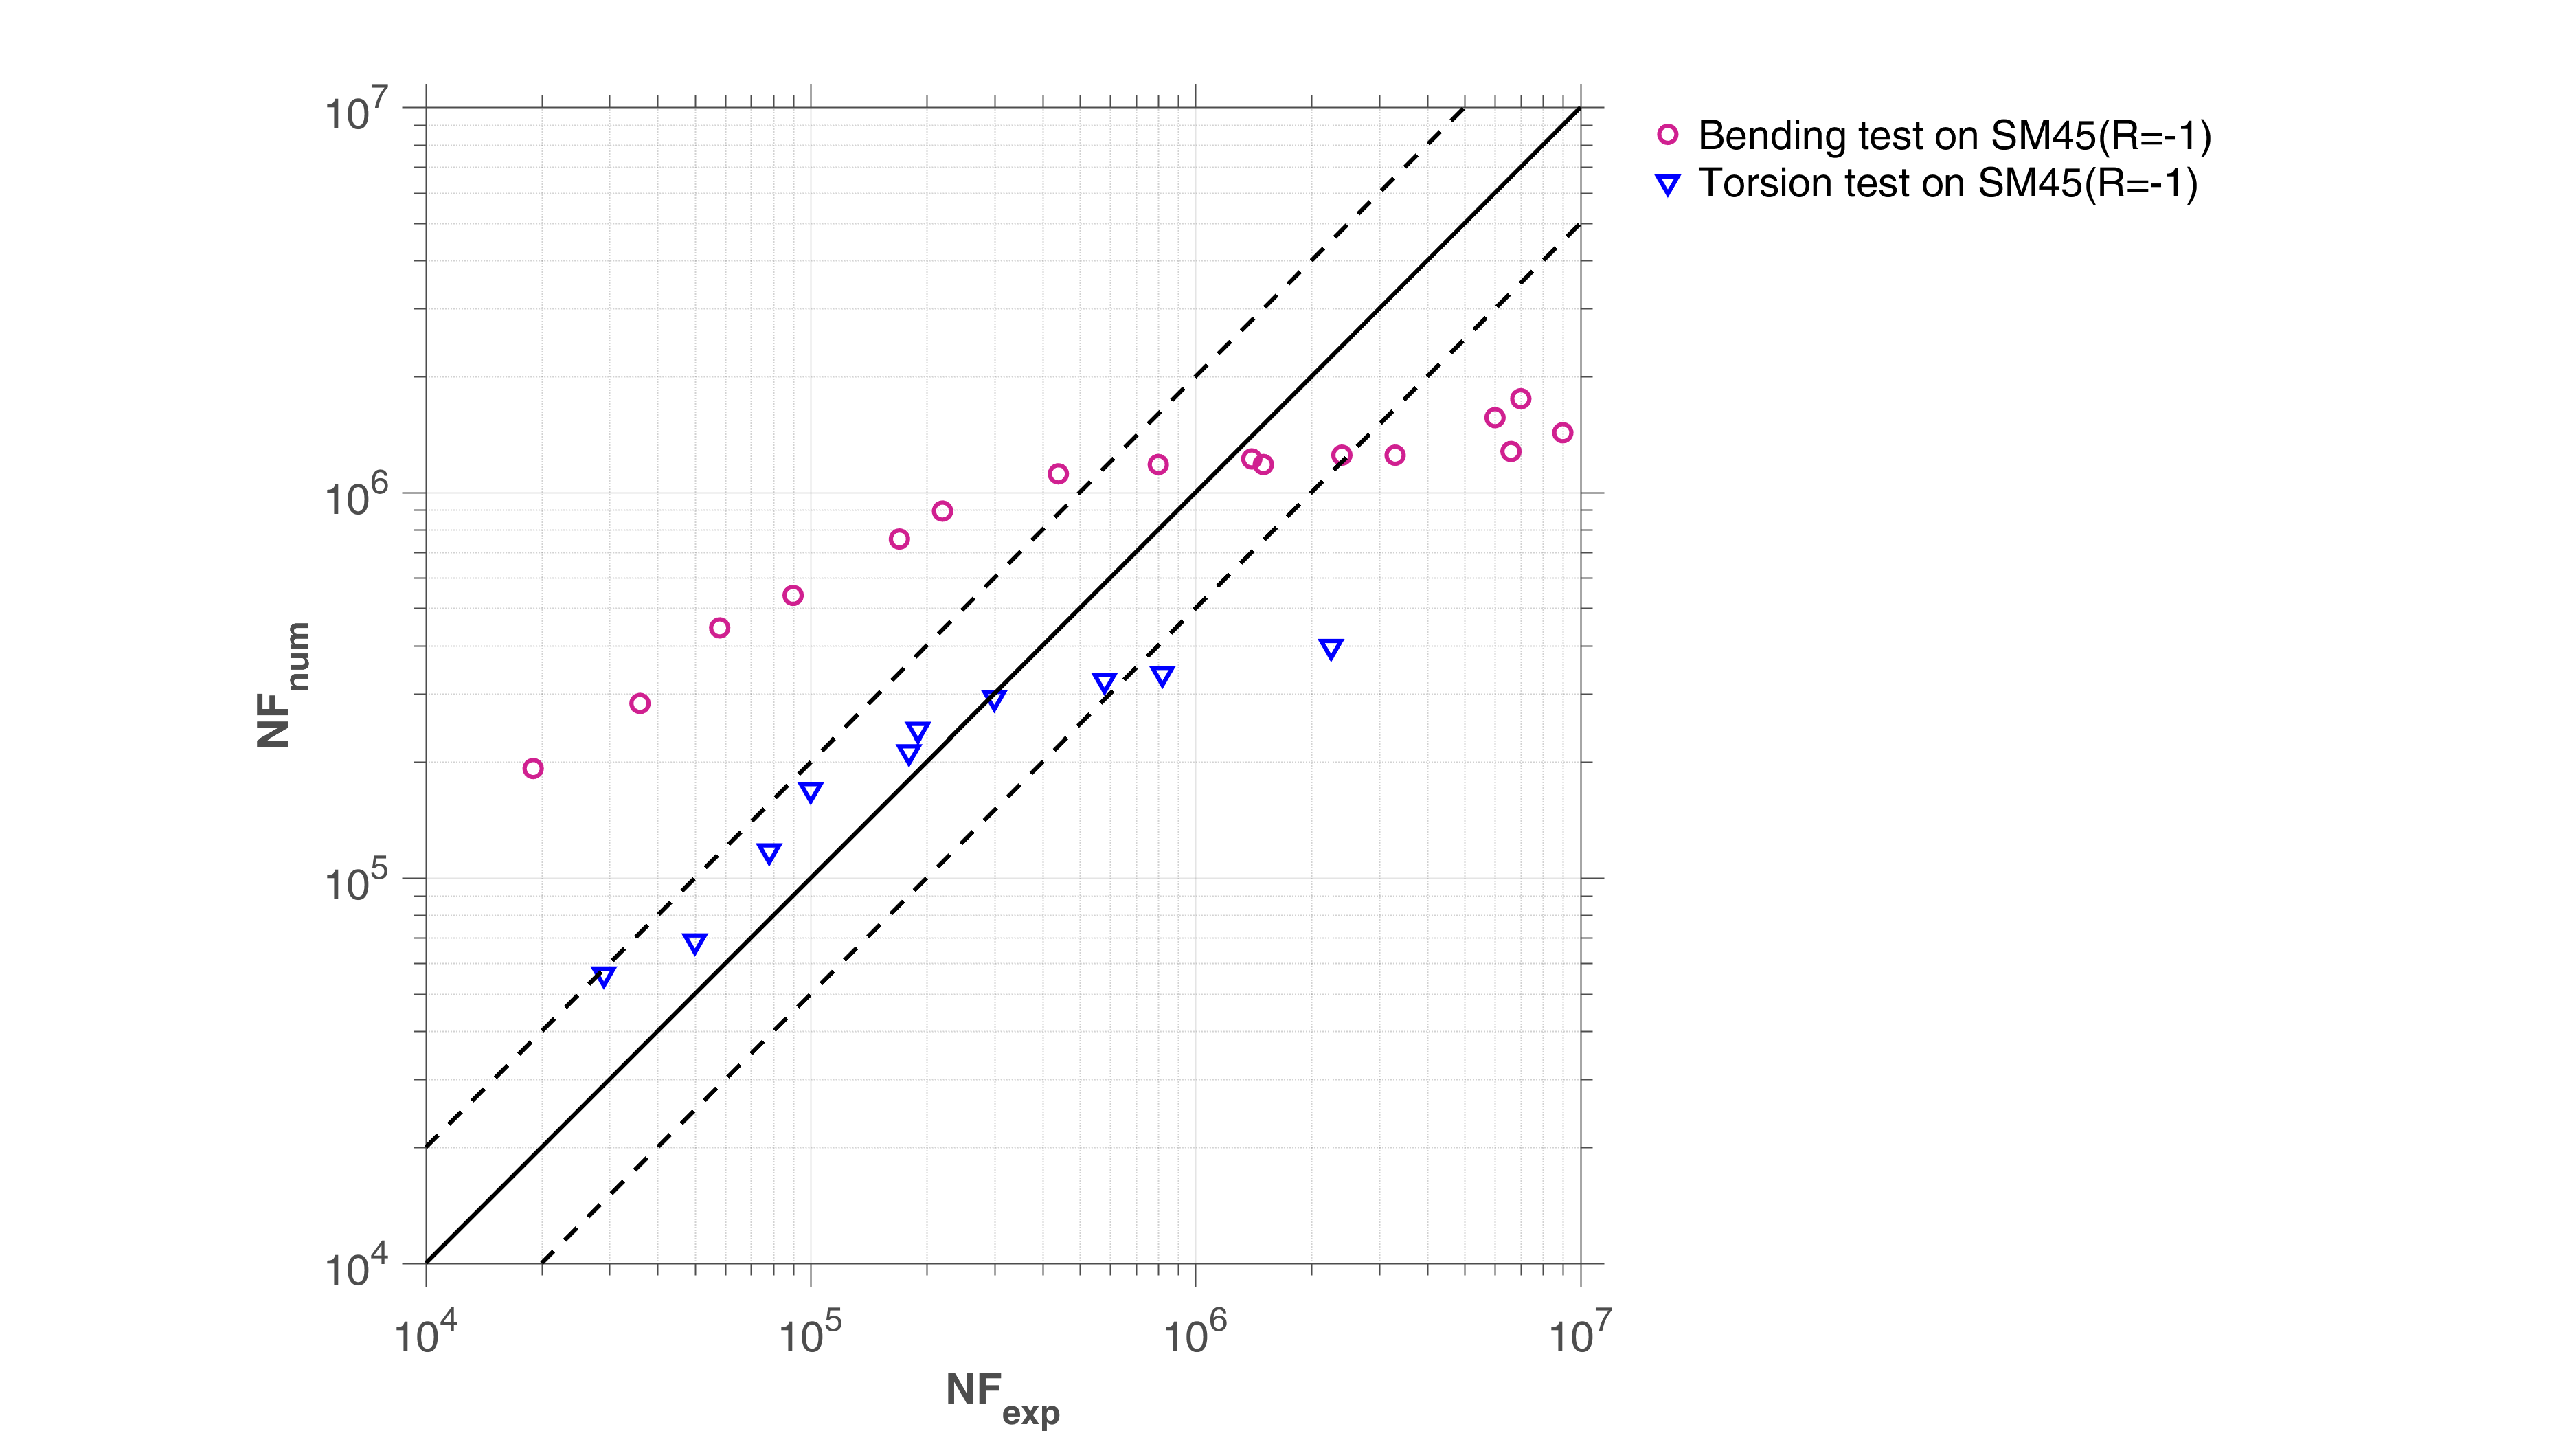 10^7
10^6
10^5
10^4
NF_num
10^4 10^5 10^6 10^7
NF_exp
Bending test on SM45(R=-1)
Torsion test on SM45(R=-1)